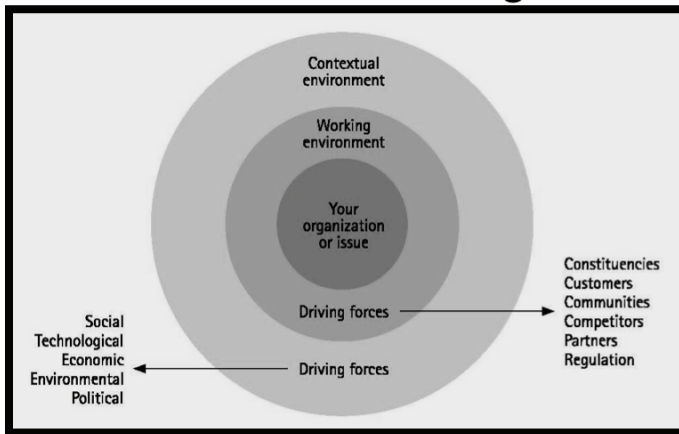 Contextual
environment
Working
environment
Your
organization
or issue
Driving forces
Constituencies
Customers
Communities
Competitors
Partners
Regulation
Driving forces
Social
Technological
Economic
Environmental
Political